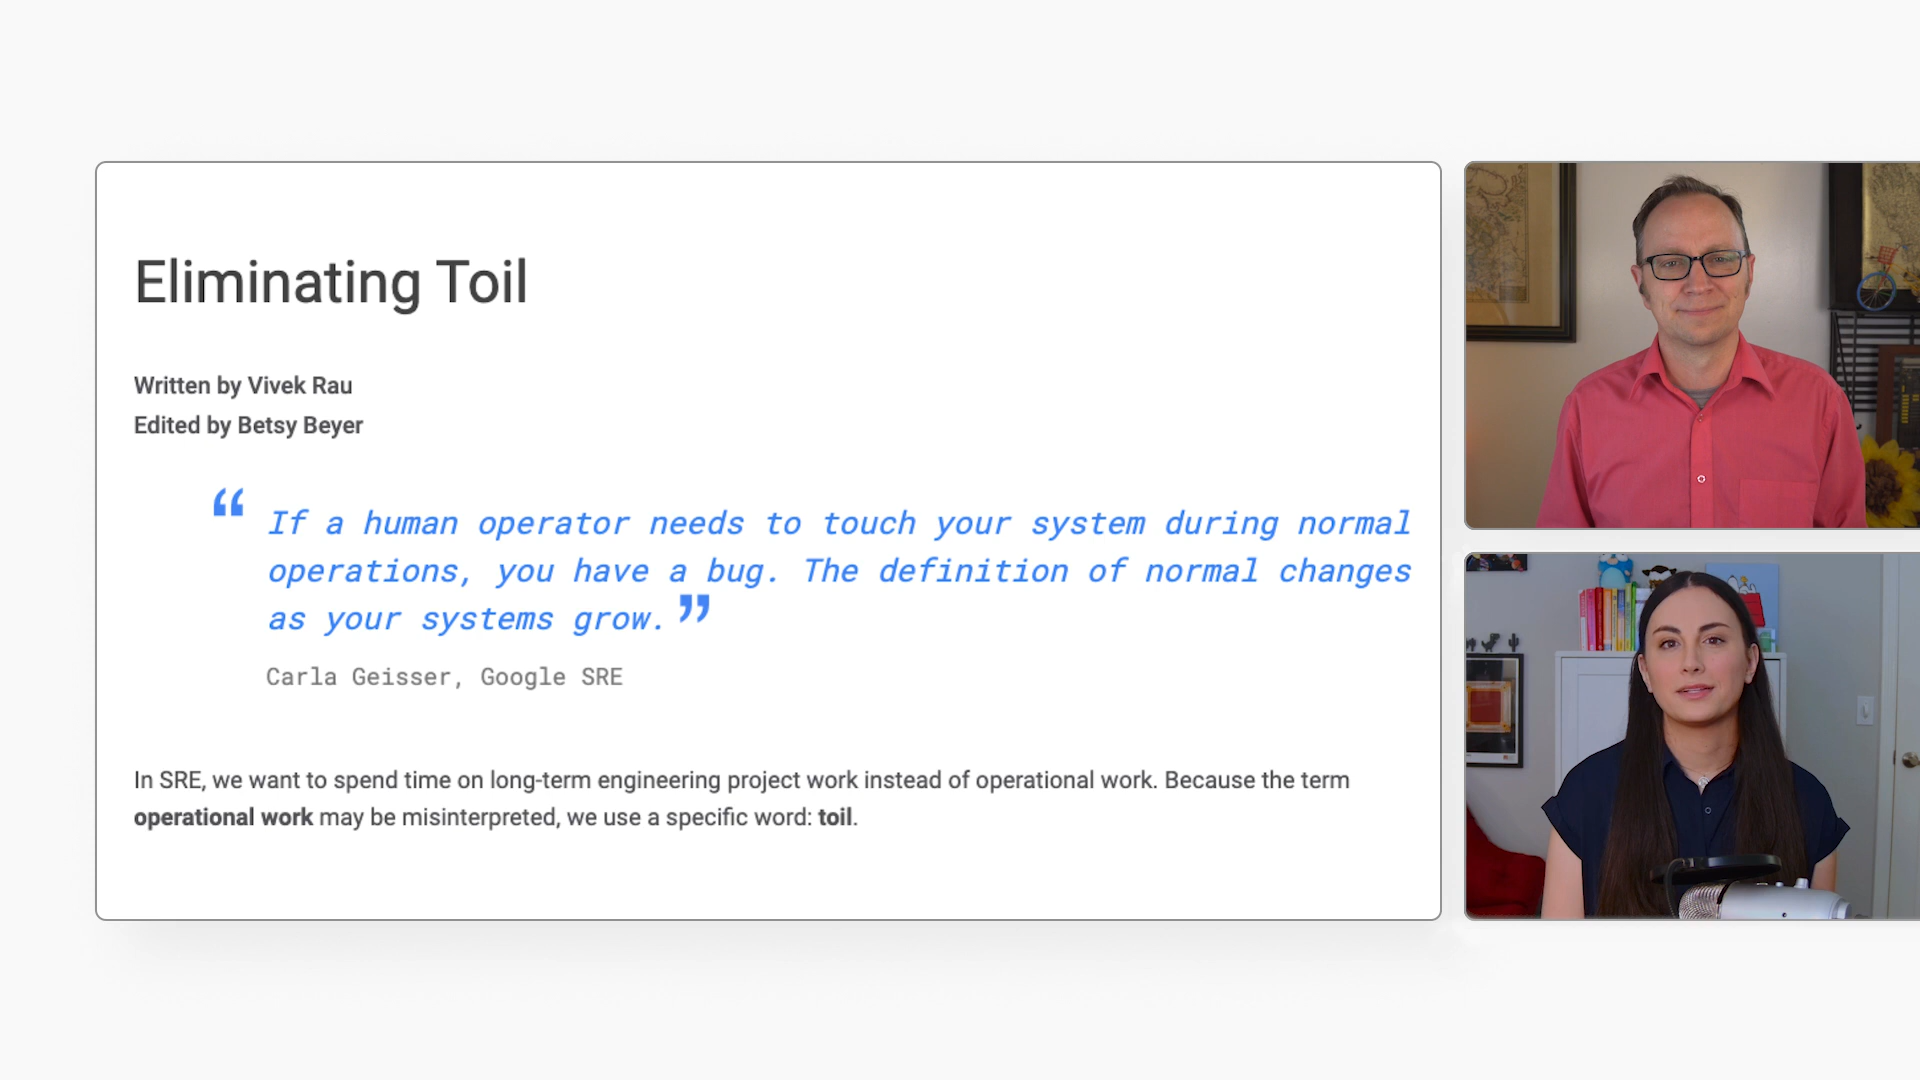 Eliminating Toil
Written by Vivek Rau
Edited by Betsy Beyer
“ If a human operator needs to touch your system during normal
operations, you have a bug. The definition of normal changes
as your systems grow. ”
Carla Geisser, Google SRE
In SRE, we want to spend time on long-term engineering project work instead of operational work. Because the term
operational work may be misinterpreted, we use a specific word: toil.